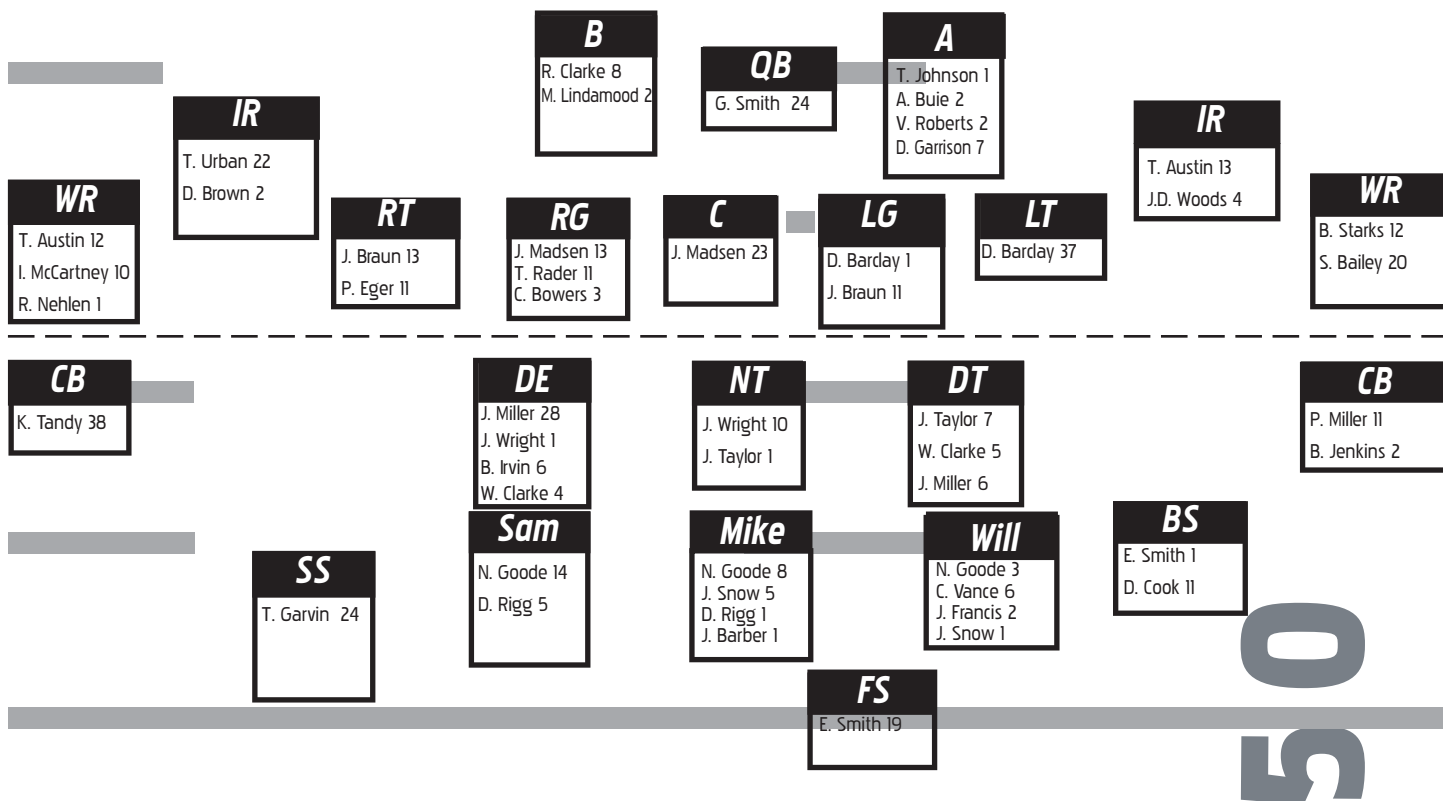 B
R. Clarke 8
M. Lindamood 2
QB
G. Smith 24
A
T. Johnson 1
A. Buie 2
V. Roberts 2
D. Garrison 7
IR
T. Urban 22
D. Brown 2
IR
T. Austin 13
J.D. Woods 4
WR
T. Austin 12
I. McCartney 10
R. Nehlen 1
RT
J. Braun 13
P. Eger 11
RG
J. Madsen 13
T. Rader 11
C. Bowers 3
C
J. Madsen 23
LG
D. Barclay 1
J. Braun 11
LT
D. Barclay 37
WR
B. Starks 12
S. Bailey 20
CB
K. Tandy 38
DE
J. Miller 28
J. Wright 1
B. Irvin 6
W. Clarke 4
NT
J. Wright 10
J. Taylor 1
DT
J. Taylor 7
W. Clarke 5
J. Miller 6
CB
P. Miller 11
B. Jenkins 2
SS
T. Garvin 24
Sam
N. Goode 14
D. Rigg 5
Mike
N. Goode 8
J. Snow 5
D. Rigg 1
J. Barber 1
Will
N. Goode 3
C. Vance 6
J. Francis 2
J. Snow 1
BS
E. Smith 1
D. Cook 11
FS
E. Smith 19
50